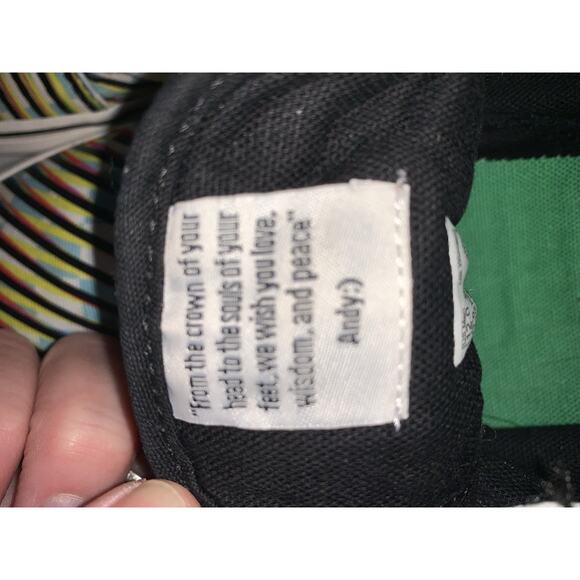 "From the crown of your
head to the souls of your
feet, we wish you love,
wisdom, and peace."
Andy:)